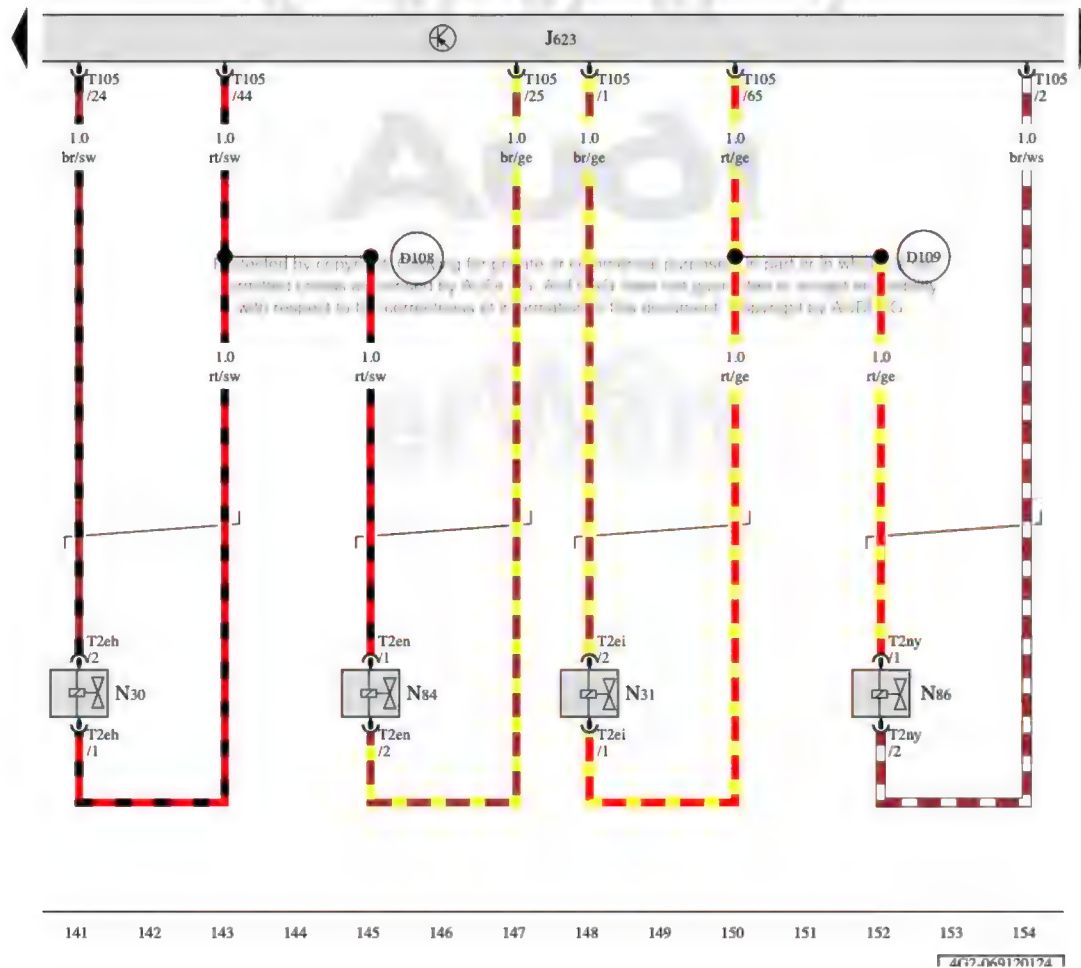 J623
T105 T105 T105 T105 T105 T105
/24 /44 /25 /1 /65 /2
1.0 1.0 1.0 1.0 1.0 1.0
br/sw rt/sw br/ge br/ge rt/ge br/ws
Audi
D108 D109
1.0 1.0 1.0 1.0
rt/sw rt/sw rt/ge rt/ge
erWin
T2eh T2en T2ei T2ny
/2 /1 /2 /1
N30 N84 N31 N86
T2eh T2en T2ei T2ny
/1 /2 /1 /2
141 142 143 144 145 146 147 148 149 150 151 152 153 154
4G2-069120124